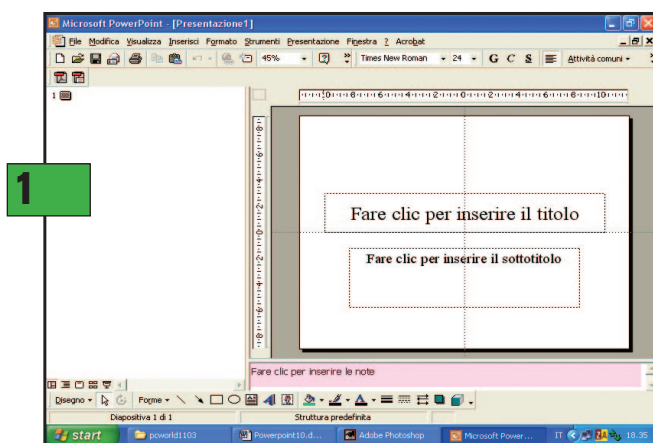 Microsoft PowerPoint - [Presentazione1]
File Modifica Visualizza Inserisci Formato Strumenti Presentazione Finestra ? Acrobat
45% Times New Roman 24 G C S Attività comuni
1
Fare clic per inserire il titolo
Fare clic per inserire il sottotitolo
1
Fare clic per inserire le note
Disegno Forme
Diapositiva 1 di 1 Struttura predefinita
start pcworld1103 Powerpoint10.d... Adobe Photoshop Microsoft Power... IT 18.35